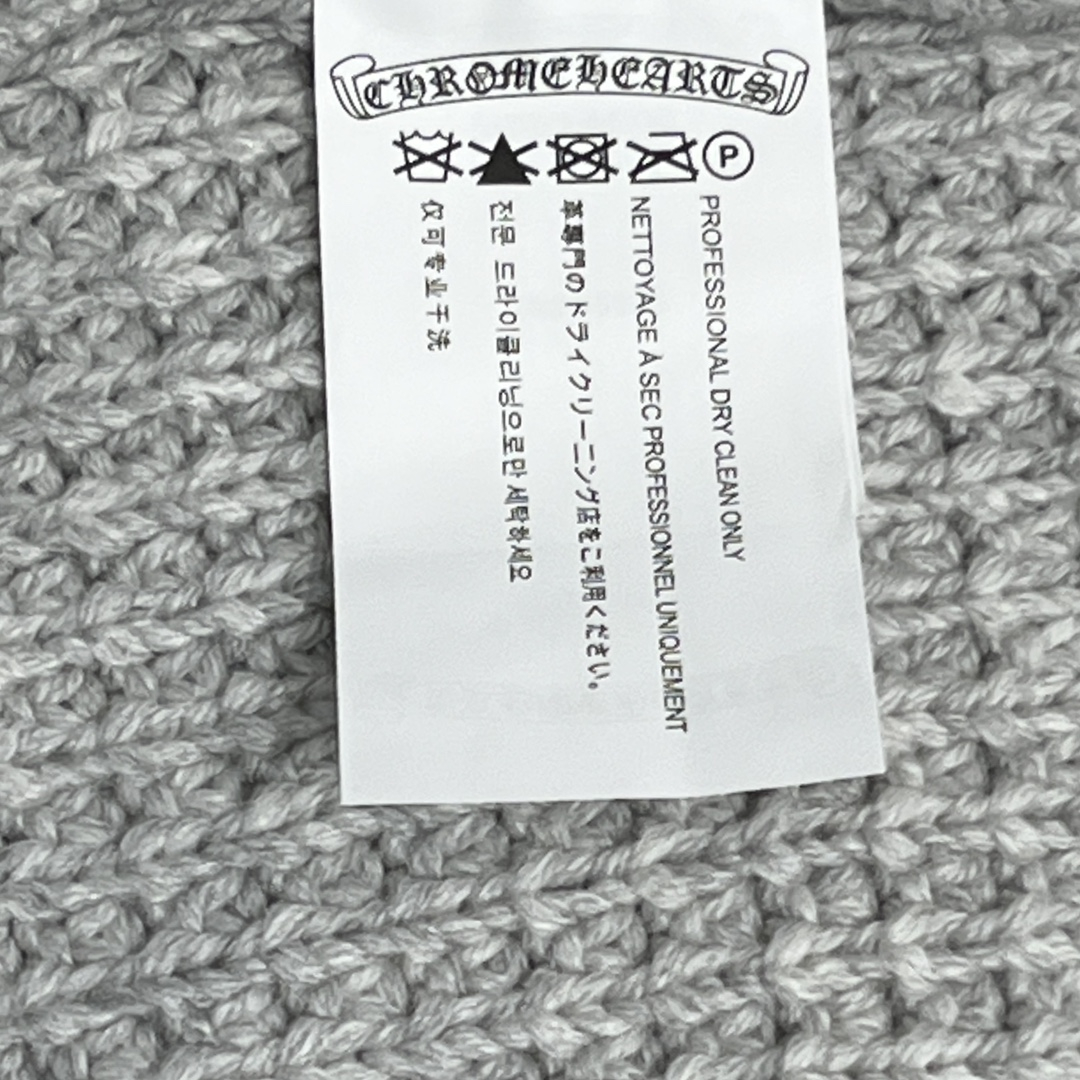 CHROMEHEARTS
P
PROFESSIONAL DRY CLEAN ONLY
NETTOYAGE À SEC PROFESSIONNEL UNIQUEMENT
革専門のドライクリーニング店をご利用ください。
전문 드라이클리닝으로만 세탁하세요
仅可专业干洗